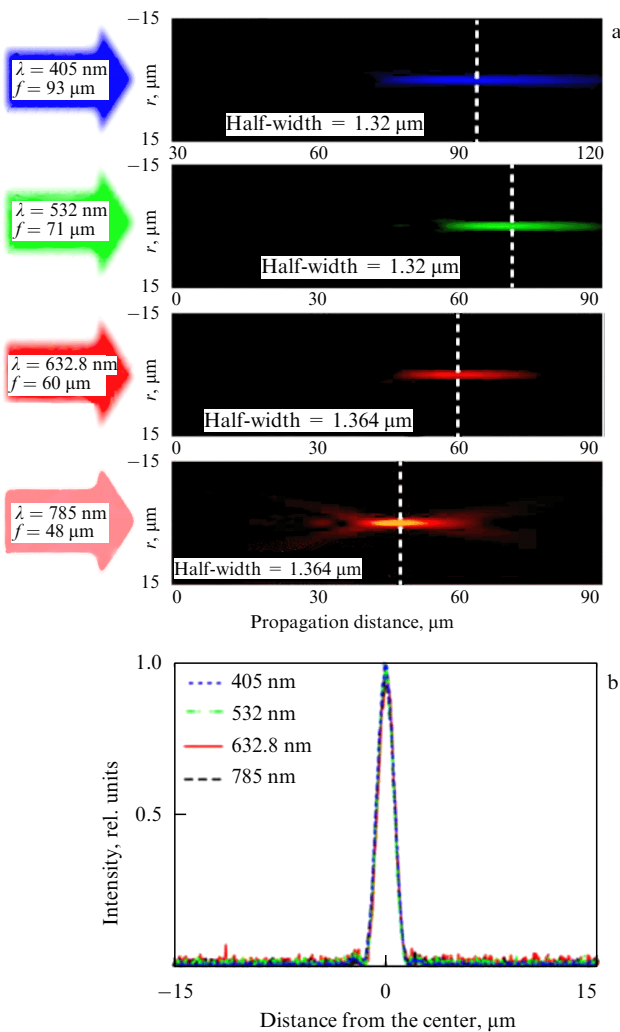 a
−15
r, μm
15
λ = 405 nm
f = 93 μm
Half-width = 1.32 μm
30 60 90 120
−15
r, μm
15
λ = 532 nm
f = 71 μm
Half-width = 1.32 μm
0 30 60 90
−15
r, μm
15
λ = 632.8 nm
f = 60 μm
Half-width = 1.364 μm
0 30 60 90
−15
r, μm
15
λ = 785 nm
f = 48 μm
Half-width = 1.364 μm
0 30 60 90
Propagation distance, μm
b
1.0
0.5
Intensity, rel. units
405 nm
532 nm
632.8 nm
785 nm
−15 0 15
Distance from the center, μm